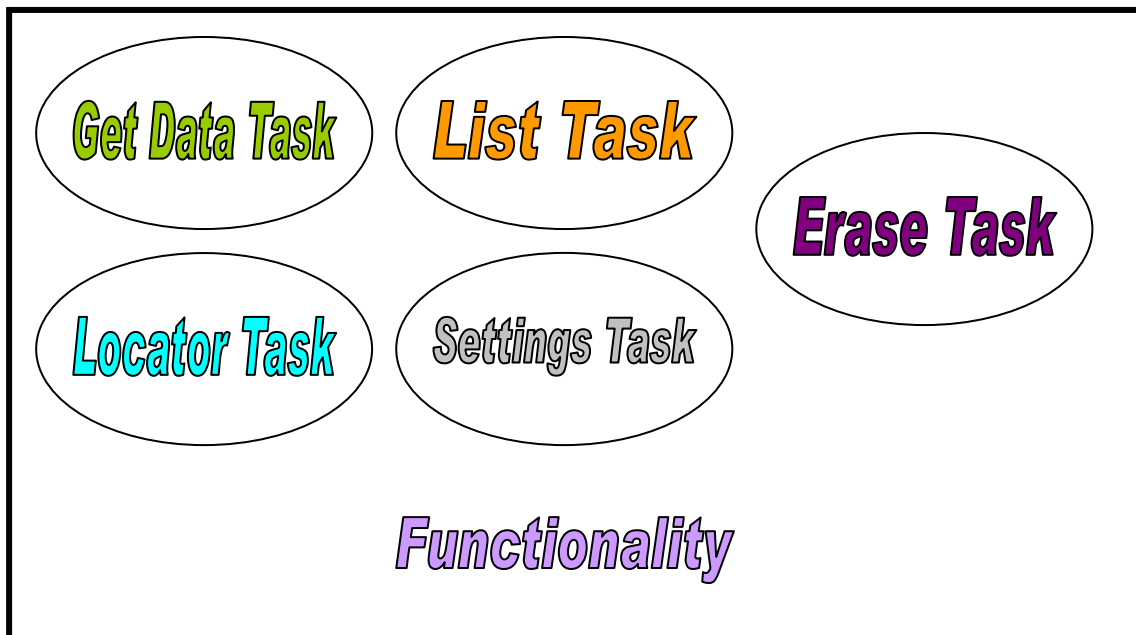 Get Data Task
List Task
Erase Task
Locator Task
Settings Task
Functionality